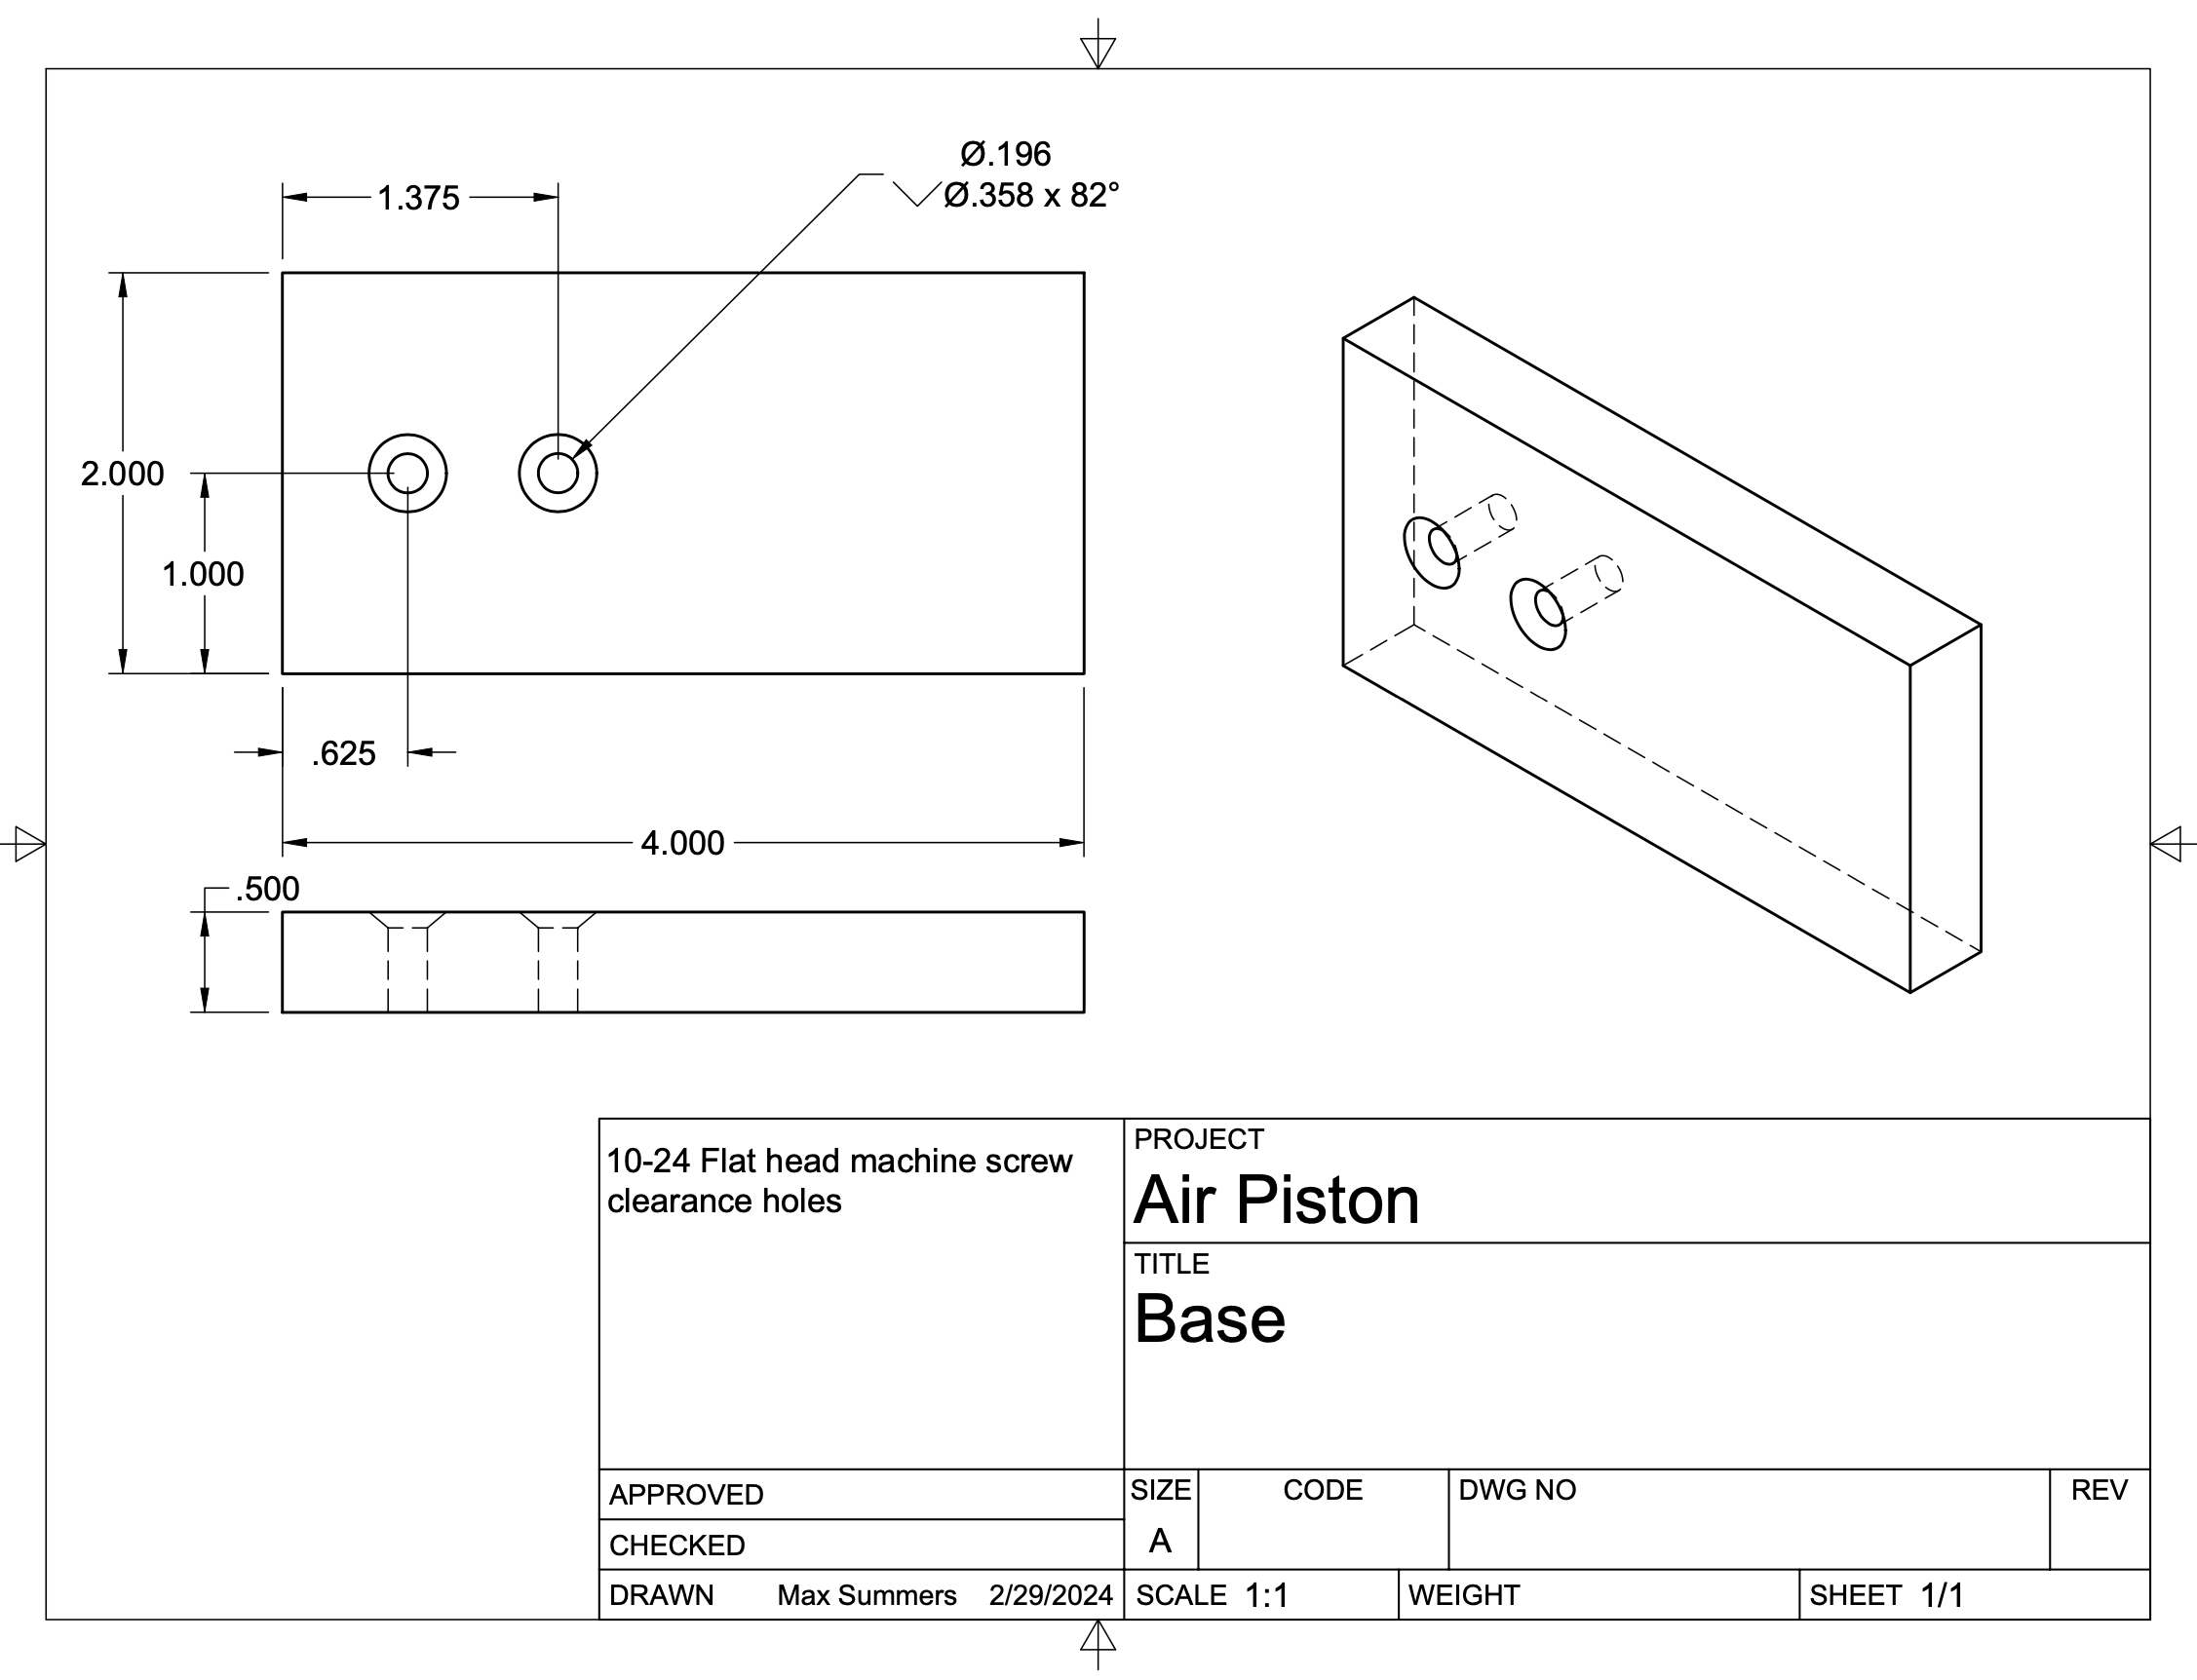 Ø.196
Ø.358 x 82°
1.375
2.000
1.000
.625
4.000
.500
10-24 Flat head machine screw
clearance holes
PROJECT
Air Piston
TITLE
Base
APPROVED
CHECKED
DRAWN Max Summers 2/29/2024
SIZE
A
CODE
DWG NO
REV
SCALE 1:1
WEIGHT
SHEET 1/1